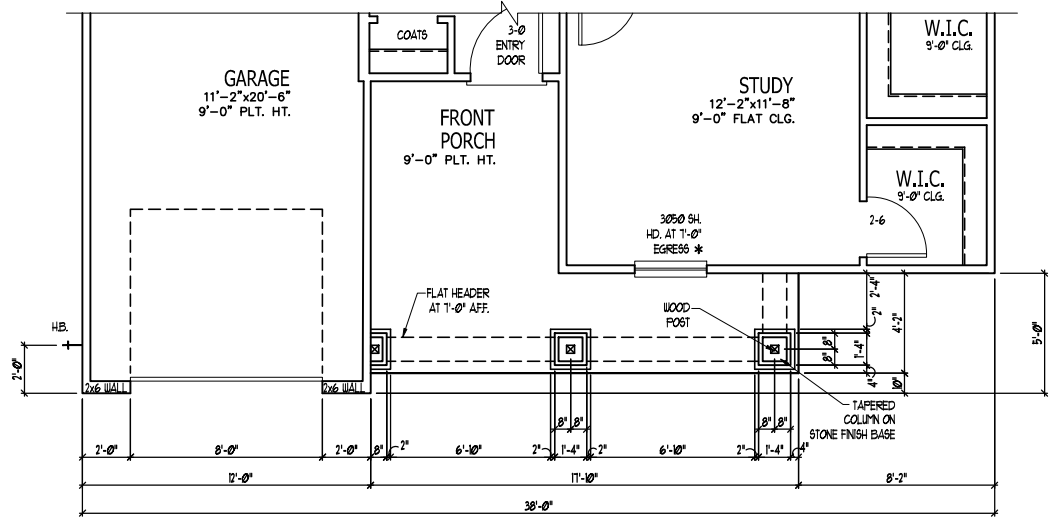 COATS
3-0
ENTRY
DOOR
W.I.C.
9'-0" CLG.
GARAGE
11'-2"x20'-6"
9'-0" PLT. HT.
STUDY
12'-2"x11'-8"
9'-0" FLAT CLG.
FRONT
PORCH
9'-0" PLT. HT.
W.I.C.
9'-0" CLG.
2-6
3050 SH.
HD. AT 7'-0"
EGRESS *
FLAT HEADER
AT 7'-0" AFF.
WOOD
POST
2'-4"
2"
4'-2"
5'-0"
H.B.
2'-0"
8"
8"
1'-4"
4"
10"
2x6 WALL
2x6 WALL
TAPERED
COLUMN ON
STONE FINISH BASE
8"
8"
8"
8"
2'-0"
8'-0"
2'-0"
8"
2"
6'-10"
2"
1'-4"
2"
6'-10"
2"
1'-4"
4"
12'-0"
17'-10"
8'-2"
38'-0"